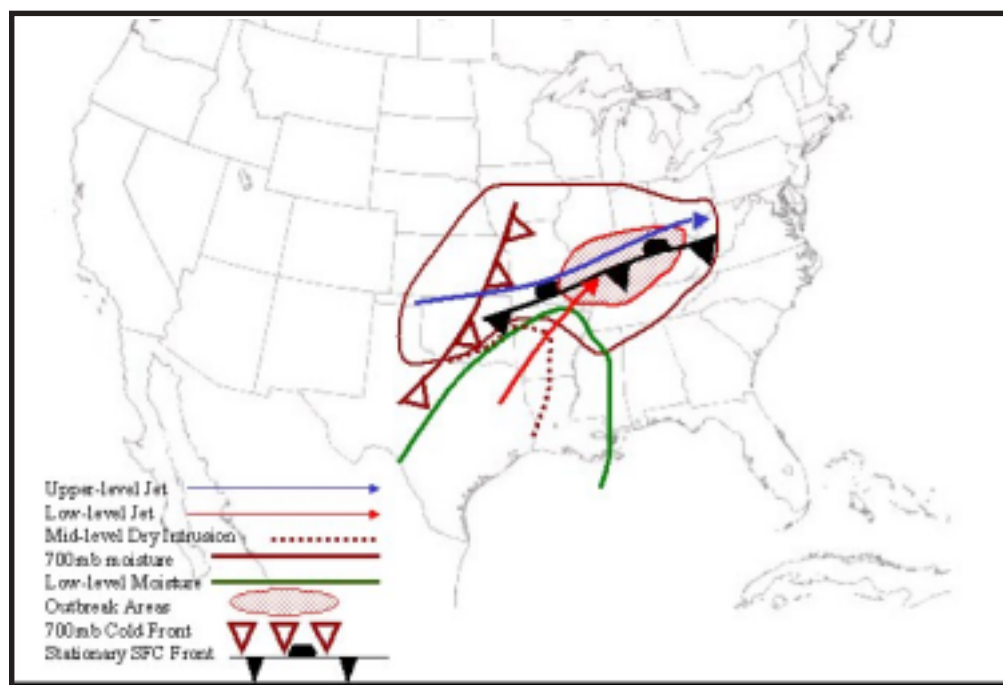 Upper-level Jet
Low-level Jet
Mid-level Dry Intrusion
700mb moisture
Low-level Moisture
Outbreak Areas
700mb Cold Front
Stationary SFC Front